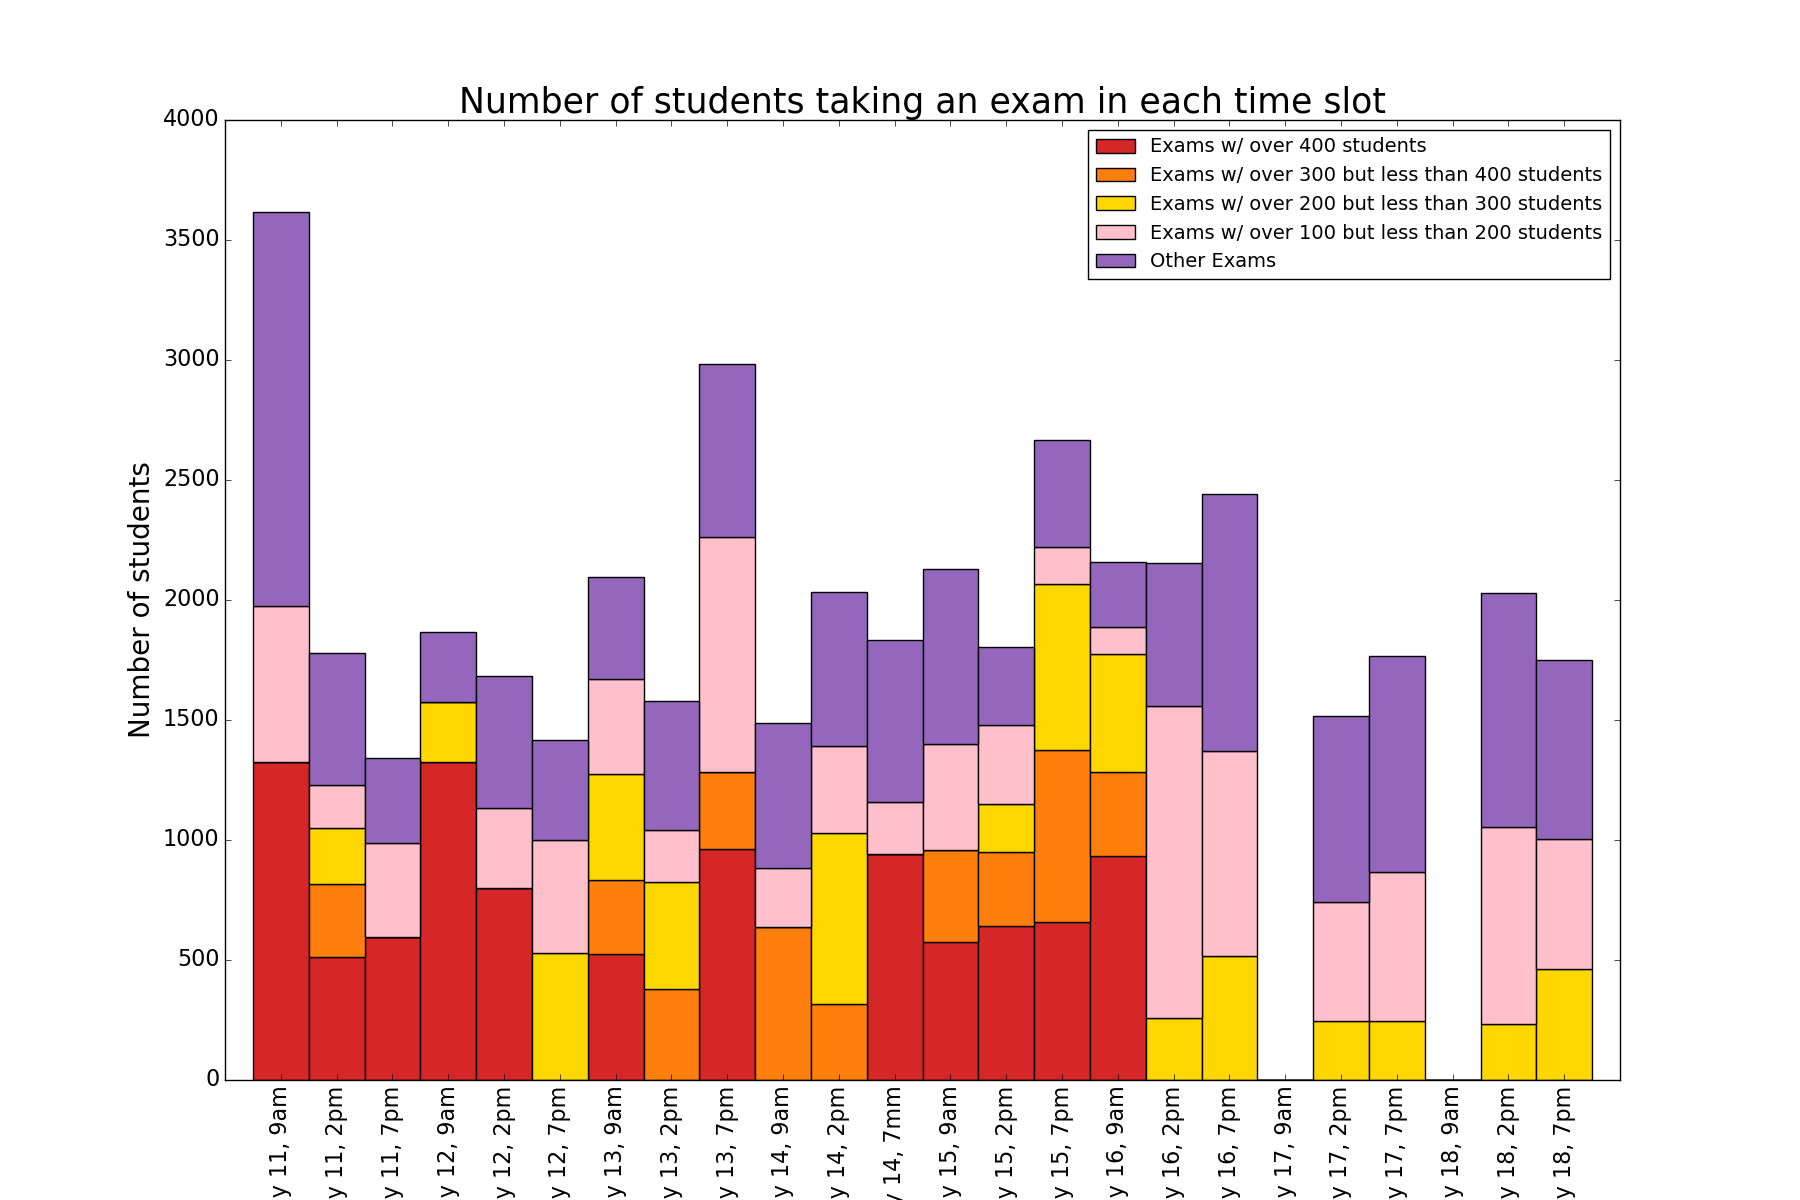 Number of students taking an exam in each time slot
Exams w/ over 400 students
Exams w/ over 300 but less than 400 students
Exams w/ over 200 but less than 300 students
Exams w/ over 100 but less than 200 students
Other Exams
Number of students
4000
3500
3000
2500
2000
1500
1000
500
0
y 11, 9am
y 11, 2pm
y 11, 7pm
y 12, 9am
y 12, 2pm
y 12, 7pm
y 13, 9am
y 13, 2pm
y 13, 7pm
y 14, 9am
y 14, 2pm
y 14, 7mm
y 15, 9am
y 15, 2pm
y 15, 7pm
y 16, 9am
y 16, 2pm
y 16, 7pm
y 17, 9am
y 17, 2pm
y 17, 7pm
y 18, 9am
y 18, 2pm
y 18, 7pm